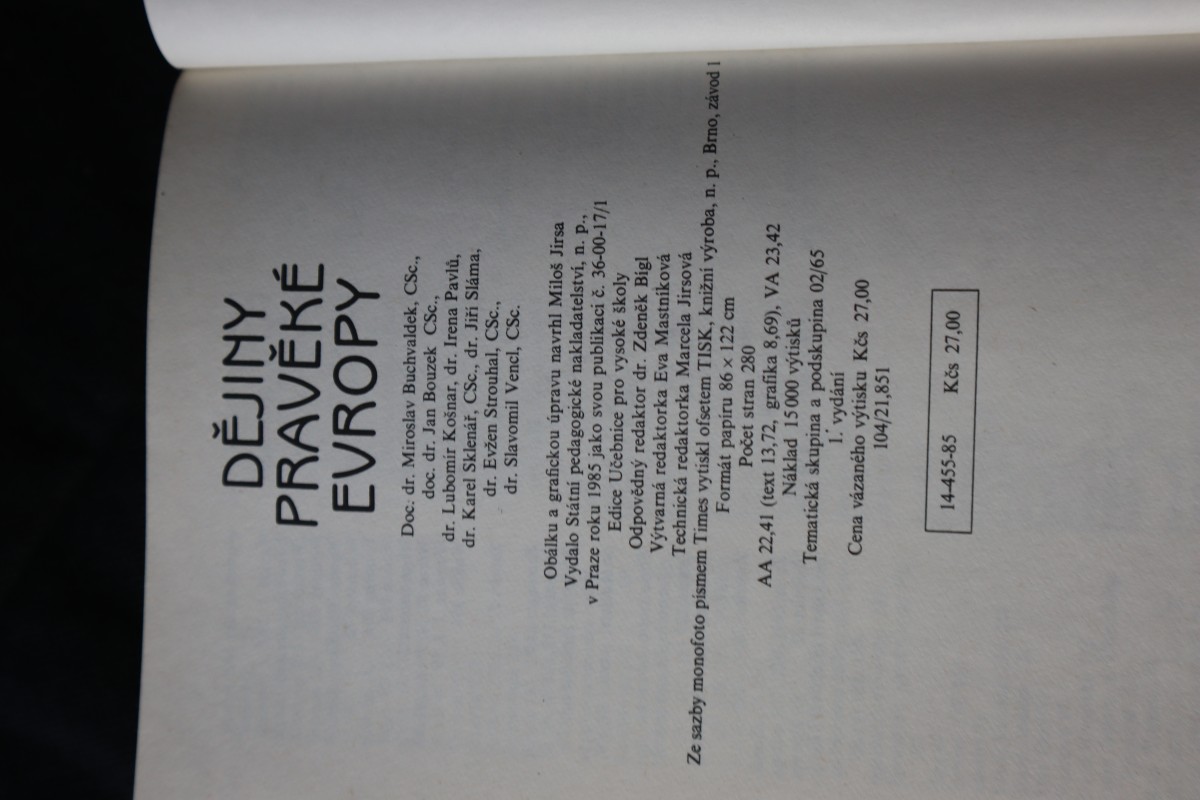 DĚJINY
PRAVĚKÉ
EVROPY
Doc. dr. Miroslav Buchvaldek, CSc.,
doc. dr. Jan Bouzek CSc.,
dr. Lubomír Košnar, dr. Irena Pavlů,
dr. Karel Sklenář, CSc., dr. Jiří Sláma,
dr. Evžen Strouhal, CSc.,
dr. Slavomil Vencl, CSc.
Obálku a grafickou úpravu navrhl Miloš Jirsa
Vydalo Státní pedagogické nakladatelství, n. p.,
v Praze roku 1985 jako svou publikaci č. 36-00-17/1
Edice Učebnice pro vysoké školy
Odpovědný redaktor dr. Zdeněk Bígl
Výtvarná redaktorka Eva Mastníková
Technická redaktorka Marcela Jirsová
Ze sazby monofoto písmem Times vytiskl ofsetem TISK, knižní výroba, n. p., Brno, závod 1
Formát papíru 86 × 122 cm
Počet stran 280
AA 22,41 (text 13,72, grafika 8,69), VA 23,42
Náklad 15 000 výtisků
Tematická skupina a podskupina 02/65
1. vydání
Cena vázaného výtisku Kčs 27,00
104/21,851
14-455-85 Kčs 27,00